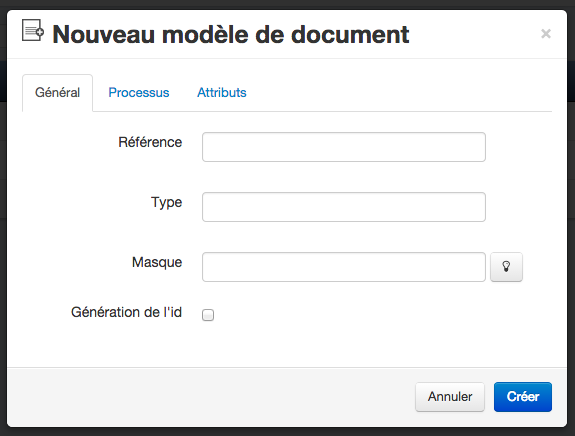 Nouveau modèle de document
×
Général Processus Attributs
Référence
Type
Masque
Génération de l'id
Annuler Créer